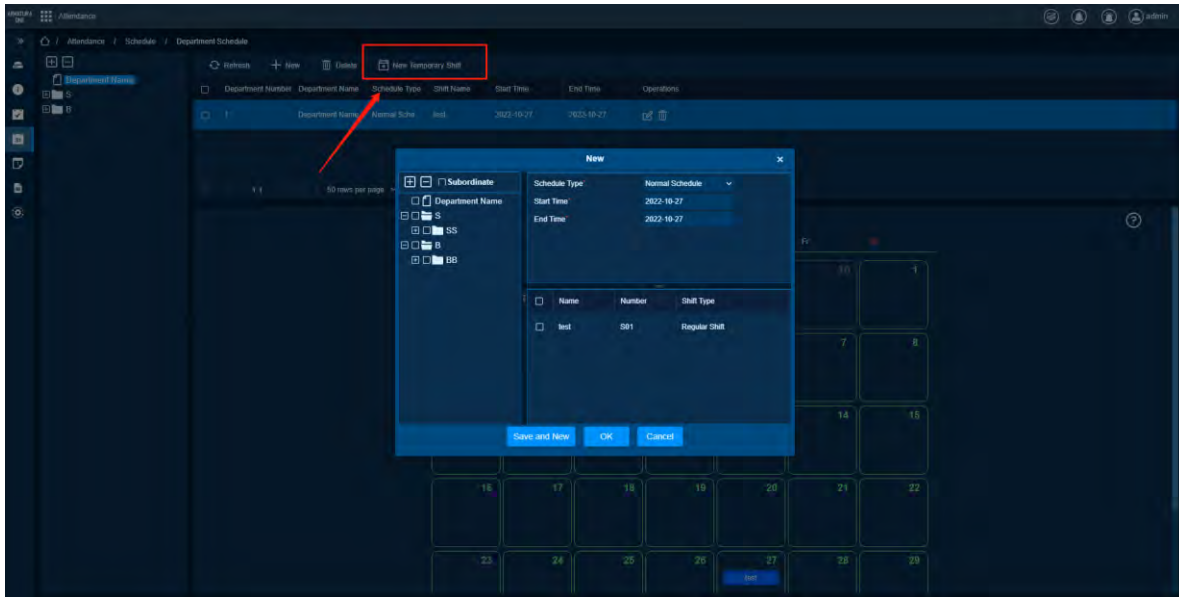 ARMATURA ONE
Attendance
admin
Attendance / Schedule / Department Schedule
Refresh New Delete New Temporary Shift
Department Name
S
B
Department Number Department Name Schedule Type Shift Name Start Time End Time Operations
1 Department Name Normal Sche test 2022-10-27 2022-10-27
1-1 50 rows per page
New ×
Subordinate
Department Name
S
SS
B
BB
Schedule Type* Normal Schedule
Start Time* 2022-10-27
End Time* 2022-10-27
Name Number Shift Type
test S01 Regular Shift
Save and New OK Cancel
?
Fr
1
7 8
14 15
16 17 18 19 20 21 22
23 24 25 26 27 28 29
test